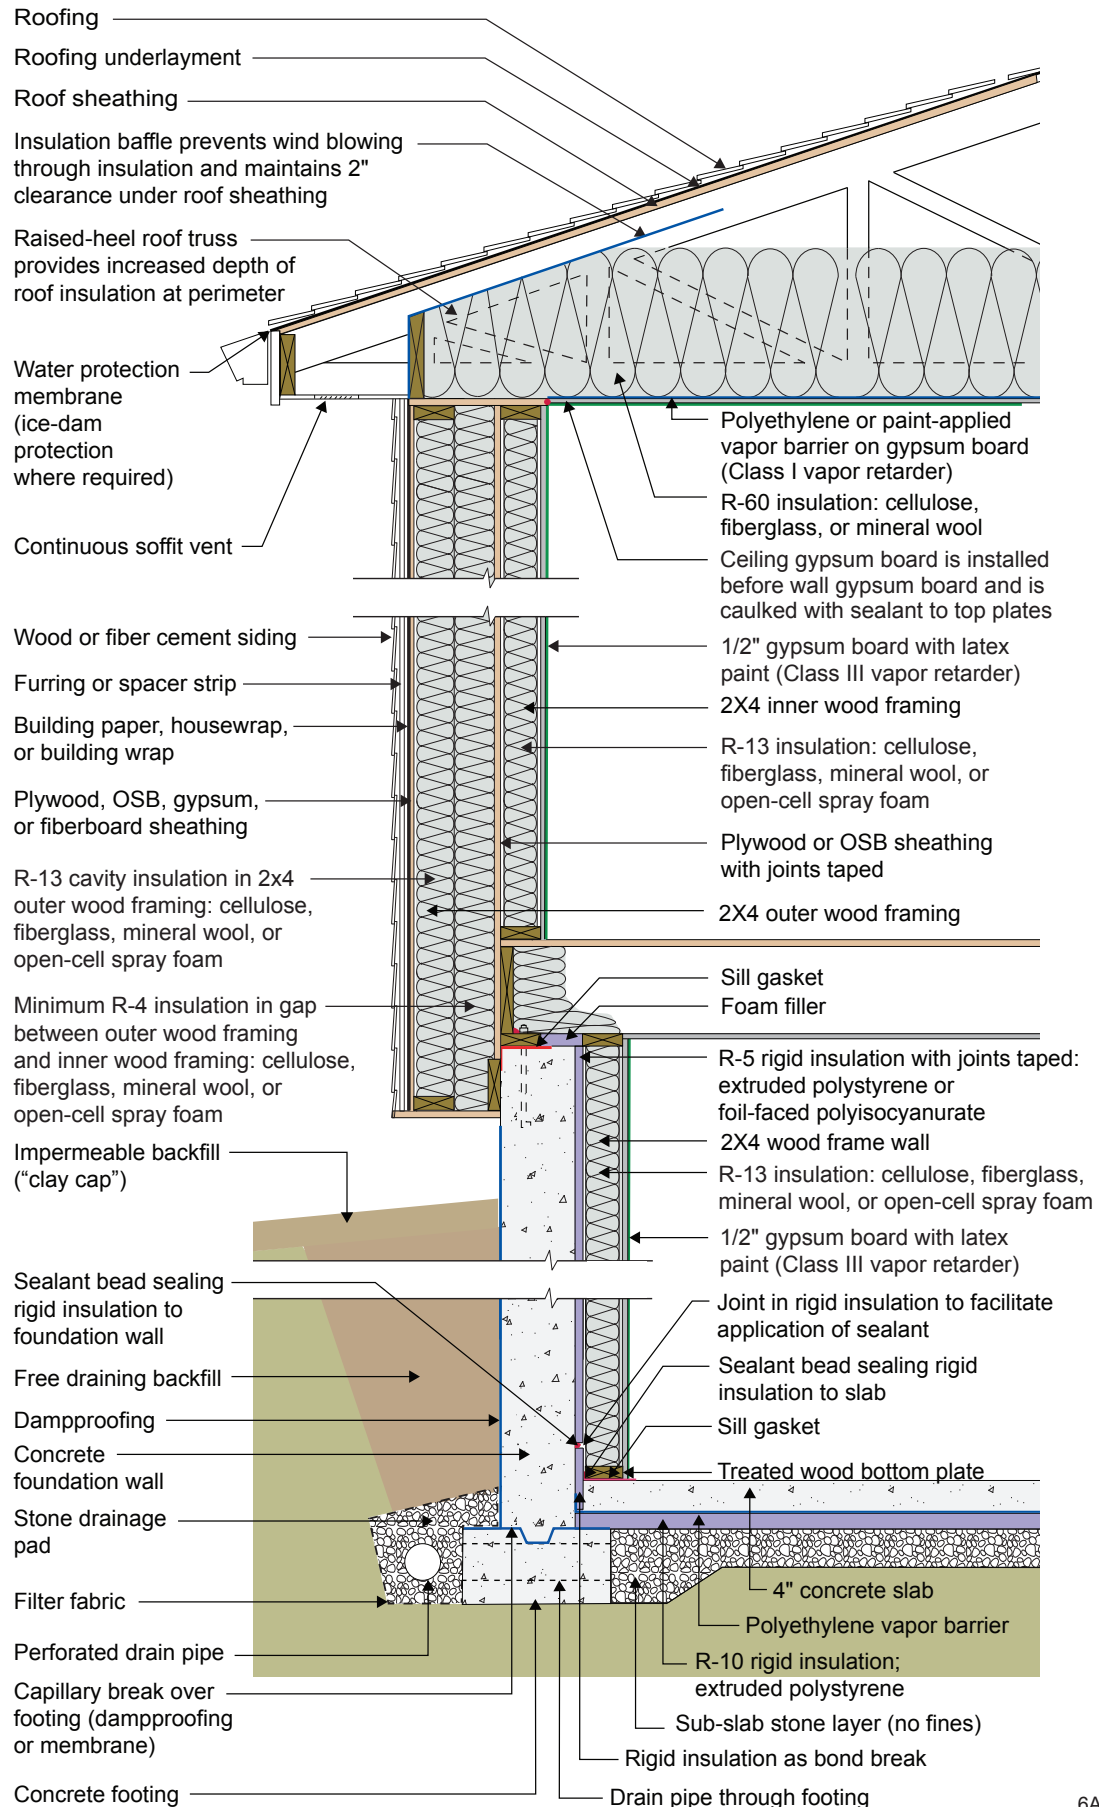 Roofing
Roofing underlayment
Roof sheathing
Insulation baffle prevents wind blowing
through insulation and maintains 2"
clearance under roof sheathing
Raised-heel roof truss
provides increased depth of
roof insulation at perimeter
Water protection
membrane
(ice-dam
protection
where required)
Continuous soffit vent
Wood or fiber cement siding
Furring or spacer strip
Building paper, housewrap,
or building wrap
Plywood, OSB, gypsum,
or fiberboard sheathing
R-13 cavity insulation in 2x4
outer wood framing: cellulose,
fiberglass, mineral wool, or
open-cell spray foam
Minimum R-4 insulation in gap
between outer wood framing
and inner wood framing: cellulose,
fiberglass, mineral wool, or
open-cell spray foam
Impermeable backfill
(“clay cap”)
Sealant bead sealing
rigid insulation to
foundation wall
Free draining backfill
Dampproofing
Concrete
foundation wall
Stone drainage
pad
Filter fabric
Perforated drain pipe
Capillary break over
footing (dampproofing
or membrane)
Concrete footing
Polyethylene or paint-applied
vapor barrier on gypsum board
(Class I vapor retarder)
R-60 insulation: cellulose,
fiberglass, or mineral wool
Ceiling gypsum board is installed
before wall gypsum board and is
caulked with sealant to top plates
1/2" gypsum board with latex
paint (Class III vapor retarder)
2X4 inner wood framing
R-13 insulation: cellulose,
fiberglass, mineral wool, or
open-cell spray foam
Plywood or OSB sheathing
with joints taped
2X4 outer wood framing
Sill gasket
Foam filler
R-5 rigid insulation with joints taped:
extruded polystyrene or
foil-faced polyisocyanurate
2X4 wood frame wall
R-13 insulation: cellulose, fiberglass,
mineral wool, or open-cell spray foam
1/2" gypsum board with latex
paint (Class III vapor retarder)
Joint in rigid insulation to facilitate
application of sealant
Sealant bead sealing rigid
insulation to slab
Sill gasket
Treated wood bottom plate
4" concrete slab
Polyethylene vapor barrier
R-10 rigid insulation;
extruded polystyrene
Sub-slab stone layer (no fines)
Rigid insulation as bond break
Drain pipe through footing
6A